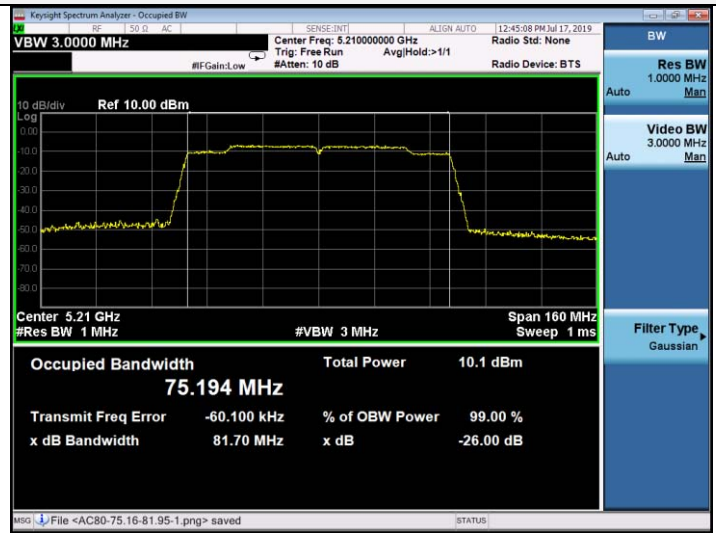 Keysight Spectrum Analyzer - Occupied BW
RF 50 Ω AC SENSE:INT ALIGN AUTO 12:45:08 PM Jul 17, 2019
VBW 3.0000 MHz Center Freq: 5.210000000 GHz Radio Std: None
Trig: Free Run Avg|Hold:>1/1
#IFGain:Low #Atten: 10 dB Radio Device: BTS
10 dB/div Ref 10.00 dBm
Log
0.00
-10.0
-20.0
-30.0
-40.0
-50.0
-60.0
-70.0
-80.0
Center 5.21 GHz Span 160 MHz
#Res BW 1 MHz #VBW 3 MHz Sweep 1 ms
Occupied Bandwidth Total Power 10.1 dBm
75.194 MHz
Transmit Freq Error -60.100 kHz % of OBW Power 99.00 %
x dB Bandwidth 81.70 MHz x dB -26.00 dB
MSG File <AC80-75.16-81.95-1.png> saved STATUS
BW
Res BW
1.0000 MHz
Auto Man
Video BW
3.0000 MHz
Auto Man
Filter Type
Gaussian